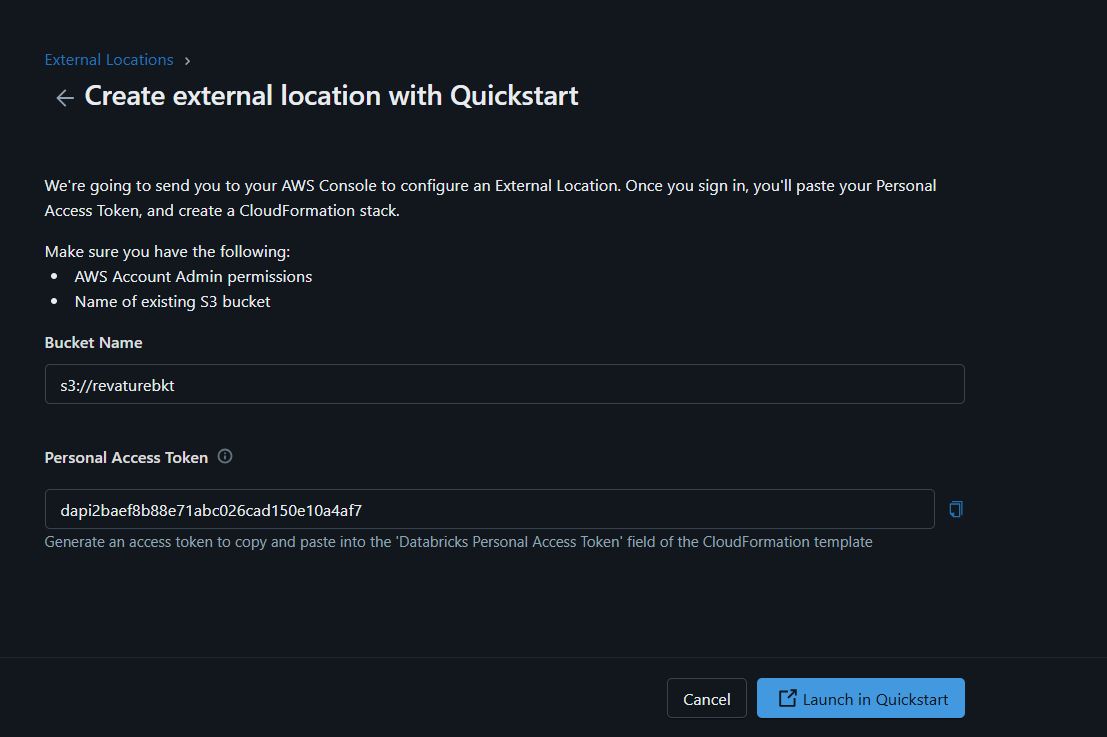 External Locations ›
Create external location with Quickstart
We're going to send you to your AWS Console to configure an External Location. Once you sign in, you'll paste your Personal
Access Token, and create a CloudFormation stack.
Make sure you have the following:
• AWS Account Admin permissions
• Name of existing S3 bucket
Bucket Name
s3://revaturebkt
Personal Access Token
dapi2baef8b88e71abc026cad150e10a4af7
Generate an access token to copy and paste into the 'Databricks Personal Access Token' field of the CloudFormation template
Cancel
Launch in Quickstart